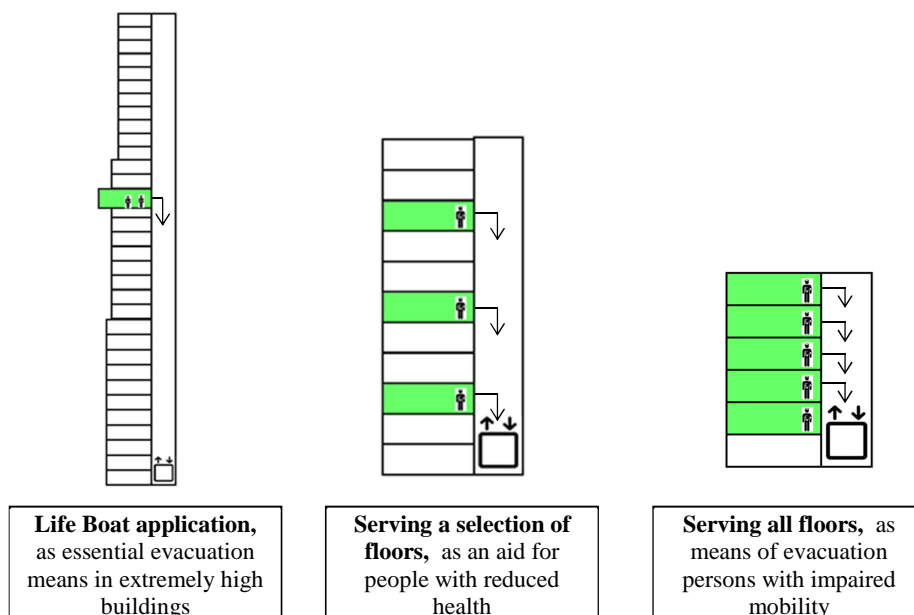 Life Boat application,
as essential evacuation
means in extremely high
buildings
Serving a selection of
floors, as an aid for
people with reduced
health
Serving all floors, as
means of evacuation
persons with impaired
mobility